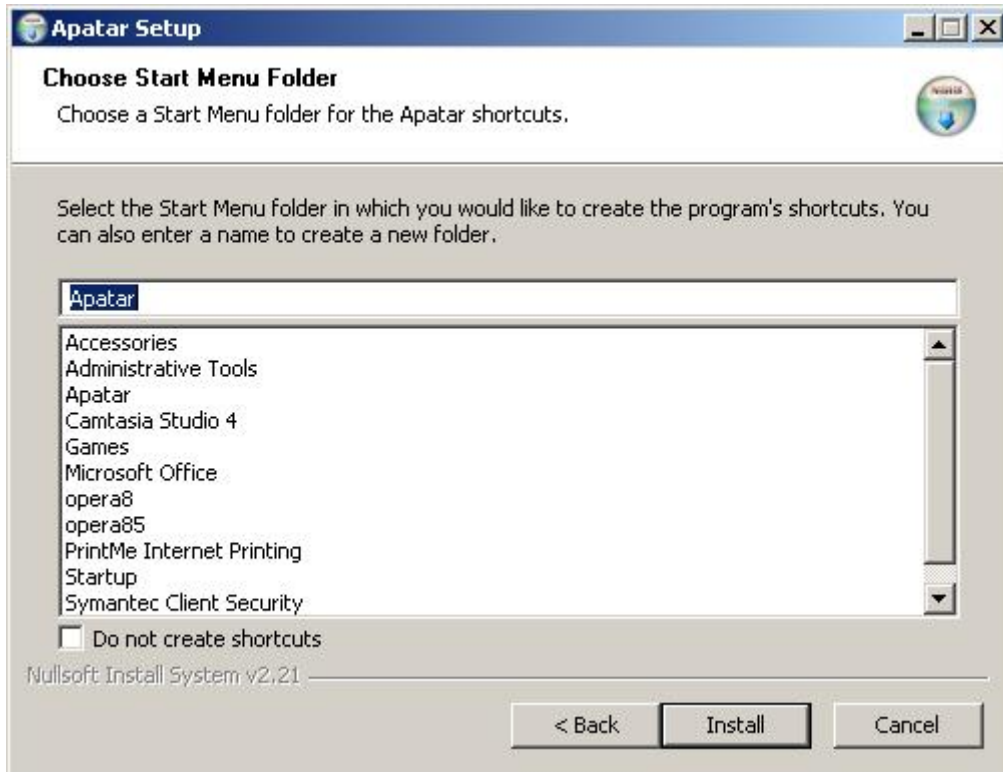 Apatar Setup
Choose Start Menu Folder
Choose a Start Menu folder for the Apatar shortcuts.
Select the Start Menu folder in which you would like to create the program's shortcuts. You
can also enter a name to create a new folder.
Apatar
Accessories
Administrative Tools
Apatar
Camtasia Studio 4
Games
Microsoft Office
opera8
opera85
PrintMe Internet Printing
Startup
Symantec Client Security
Do not create shortcuts
Nullsoft Install System v2.21
< Back
Install
Cancel